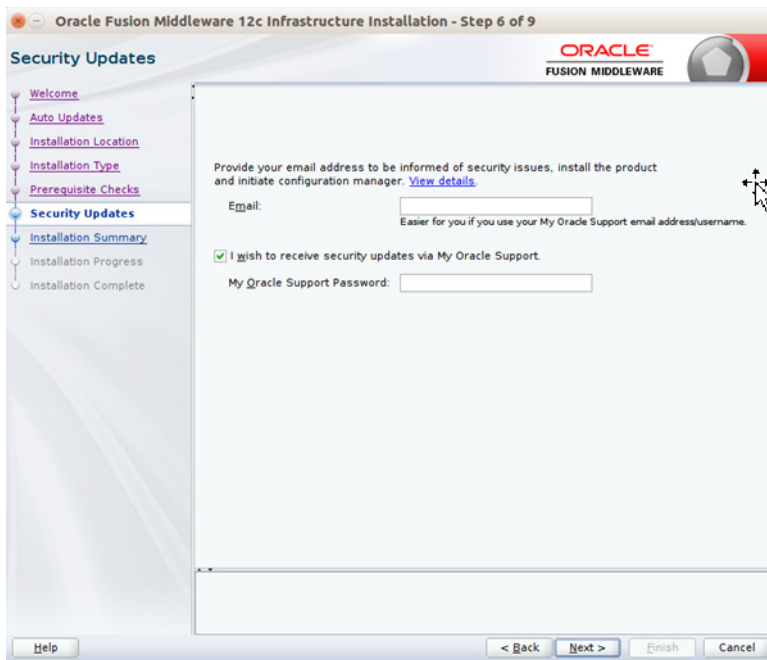 Oracle Fusion Middleware 12c Infrastructure Installation - Step 6 of 9
Security Updates
ORACLE
FUSION MIDDLEWARE
Welcome
Auto Updates
Installation Location
Installation Type
Prerequisite Checks
Security Updates
Installation Summary
Installation Progress
Installation Complete
Provide your email address to be informed of security issues, install the product
and initiate configuration manager. View details.
Email:
Easier for you if you use your My Oracle Support email address/username.
I wish to receive security updates via My Oracle Support.
My Oracle Support Password:
Help
< Back
Next >
Finish
Cancel